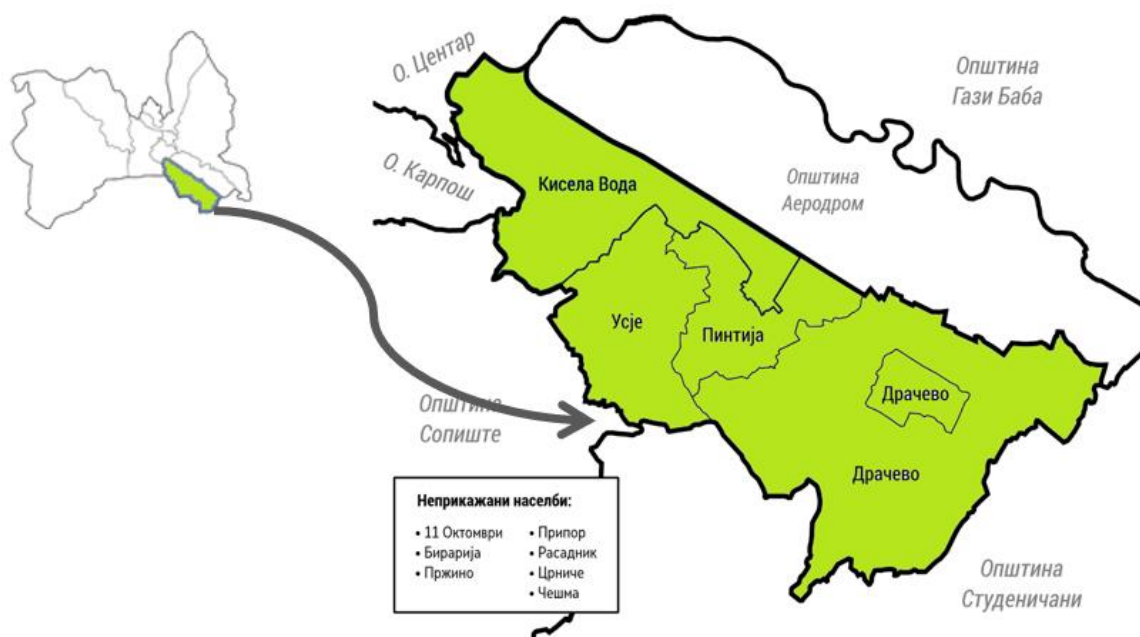 О. Центар
Општина
Гази Баба
О. Карпош
Кисела Вода
Општина
Аеродром
Усје
Пинтија
Драчево
Општина
Сопиште
Драчево
Неприкажани населби:
• 11 Октомври
• Бирарија
• Пржино
• Припор
• Расадник
• Црниче
• Чешма
Општина
Студеничани